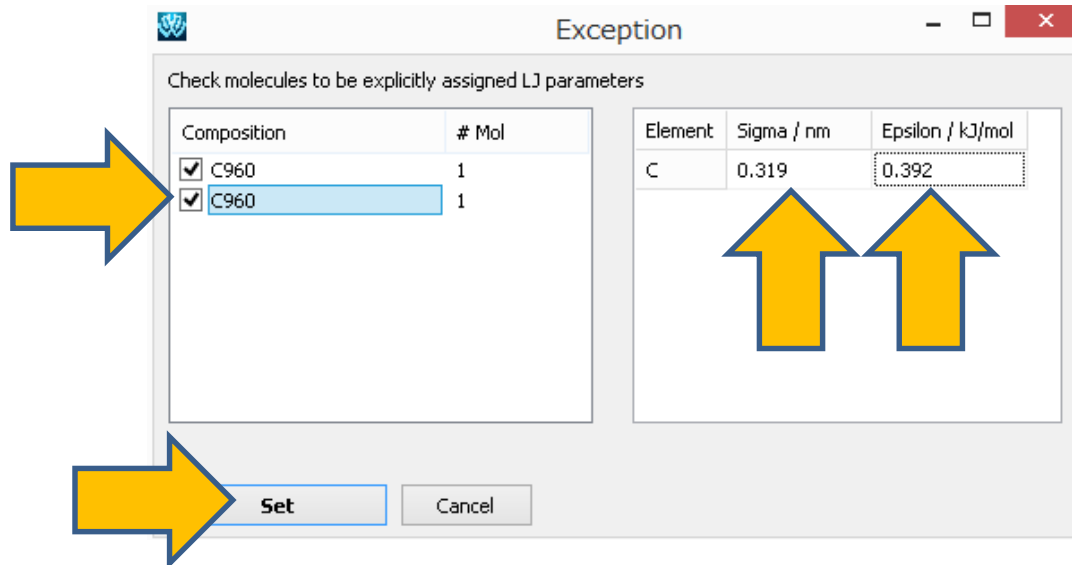 Exception
Check molecules to be explicitly assigned LJ parameters
Composition # Mol
C960 1
C960 1
Element Sigma / nm Epsilon / kJ/mol
C 0.319 0.392
Set Cancel